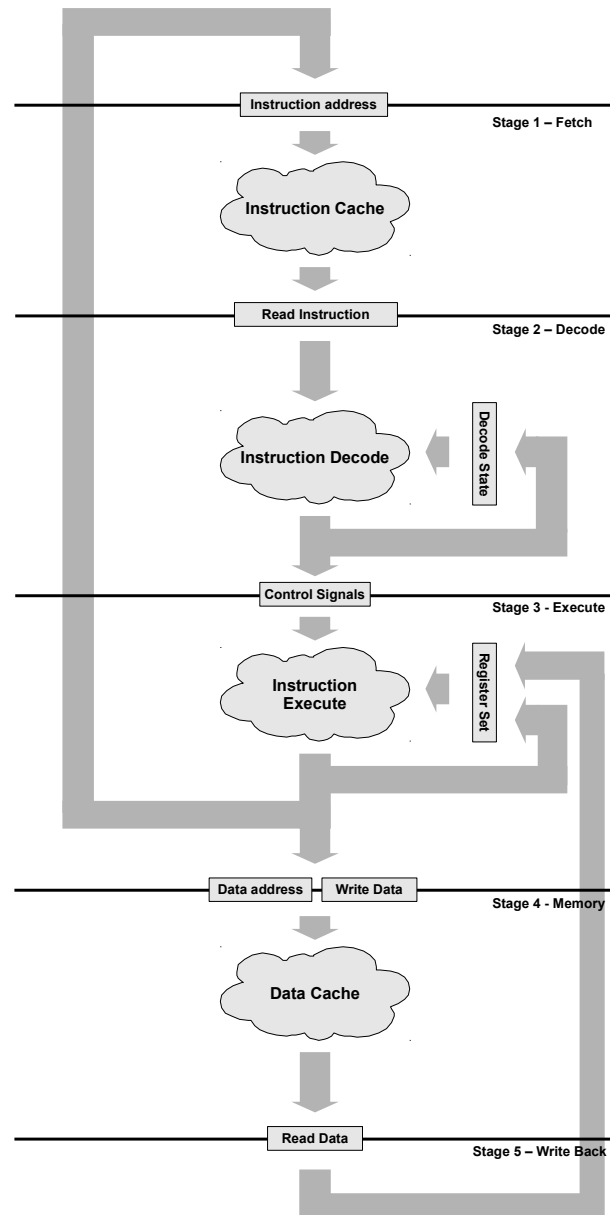 Instruction address
Stage 1 – Fetch
Instruction Cache
Read Instruction
Stage 2 – Decode
Instruction Decode
Decode State
Control Signals
Stage 3 - Execute
Instruction
Execute
Register Set
Data address
Write Data
Stage 4 - Memory
Data Cache
Read Data
Stage 5 – Write Back